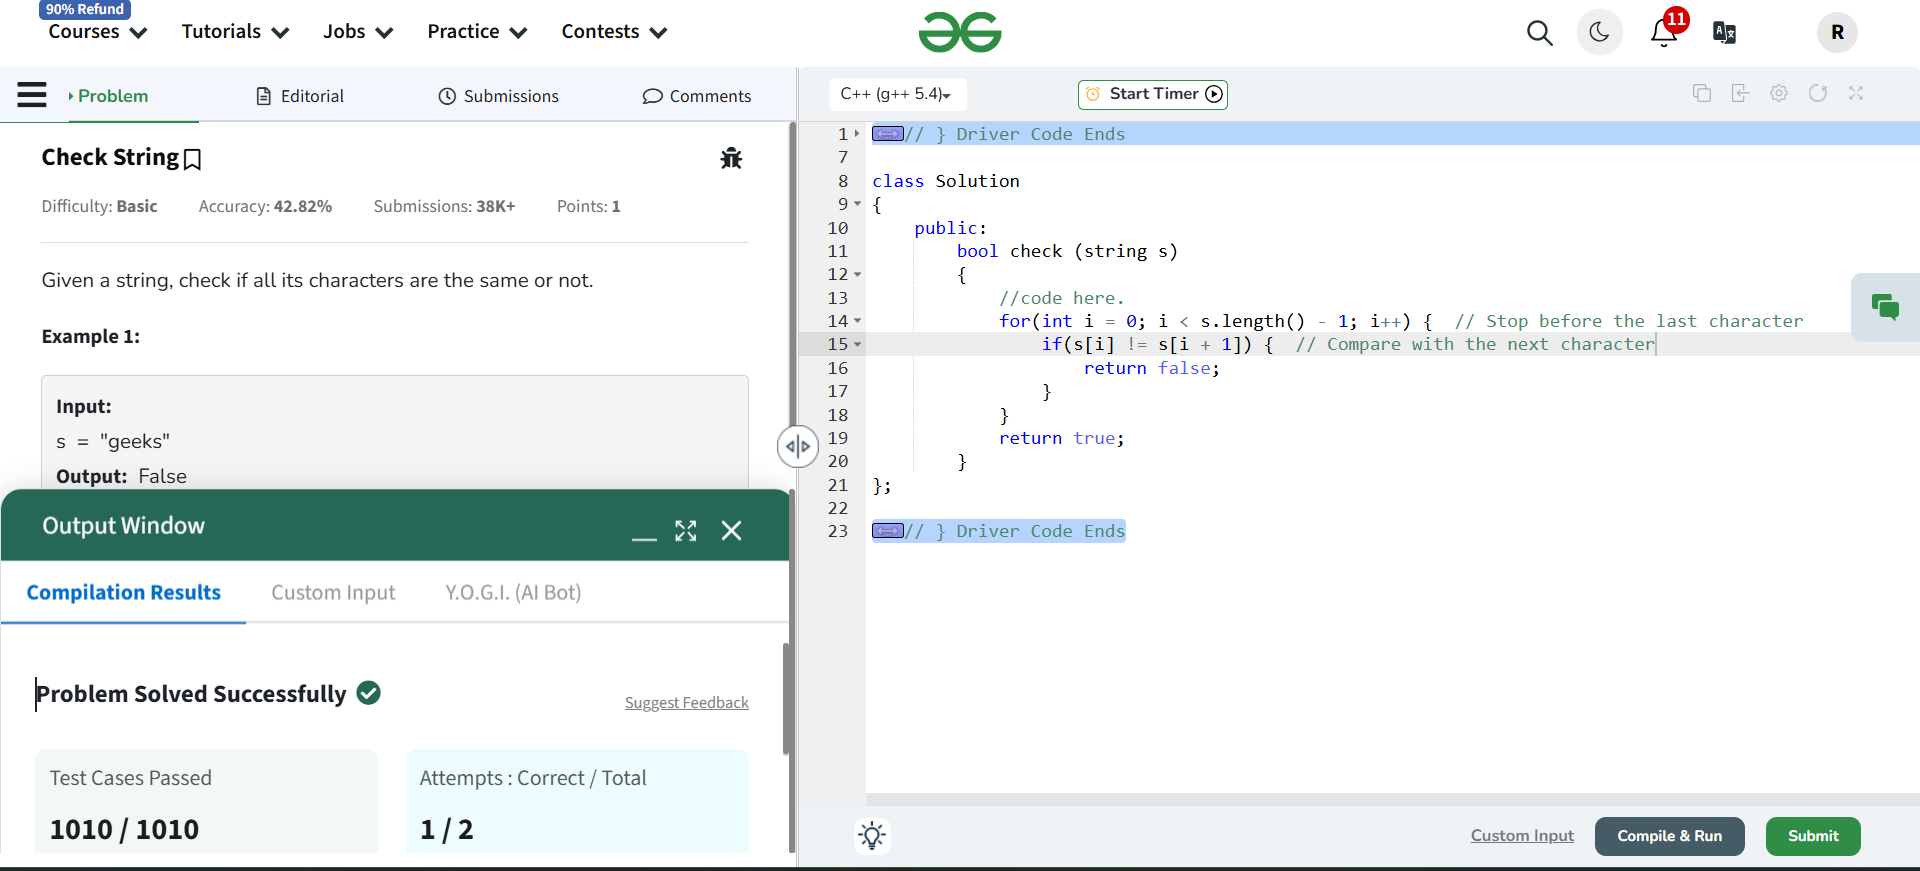 90% Refund
Courses Tutorials Jobs Practice Contests
11
R
Problem Editorial Submissions Comments
Check String
Difficulty: Basic Accuracy: 42.82% Submissions: 38K+ Points: 1
Given a string, check if all its characters are the same or not.
Example 1:
Input:
s = "geeks"
Output: False
Output Window
Compilation Results Custom Input Y.O.G.I. (AI Bot)
Problem Solved Successfully
Suggest Feedback
Test Cases Passed
1010 / 1010
Attempts : Correct / Total
1 / 2
C++ (g++ 5.4)
Start Timer
1 // } Driver Code Ends
7
8 class Solution
9 {
10 public:
11 bool check (string s)
12 {
13 //code here.
14 for(int i = 0; i < s.length() - 1; i++) { // Stop before the last character
15 if(s[i] != s[i + 1]) { // Compare with the next character
16 return false;
17 }
18 }
19 return true;
20 }
21 };
22
23 // } Driver Code Ends
Custom Input Compile & Run Submit